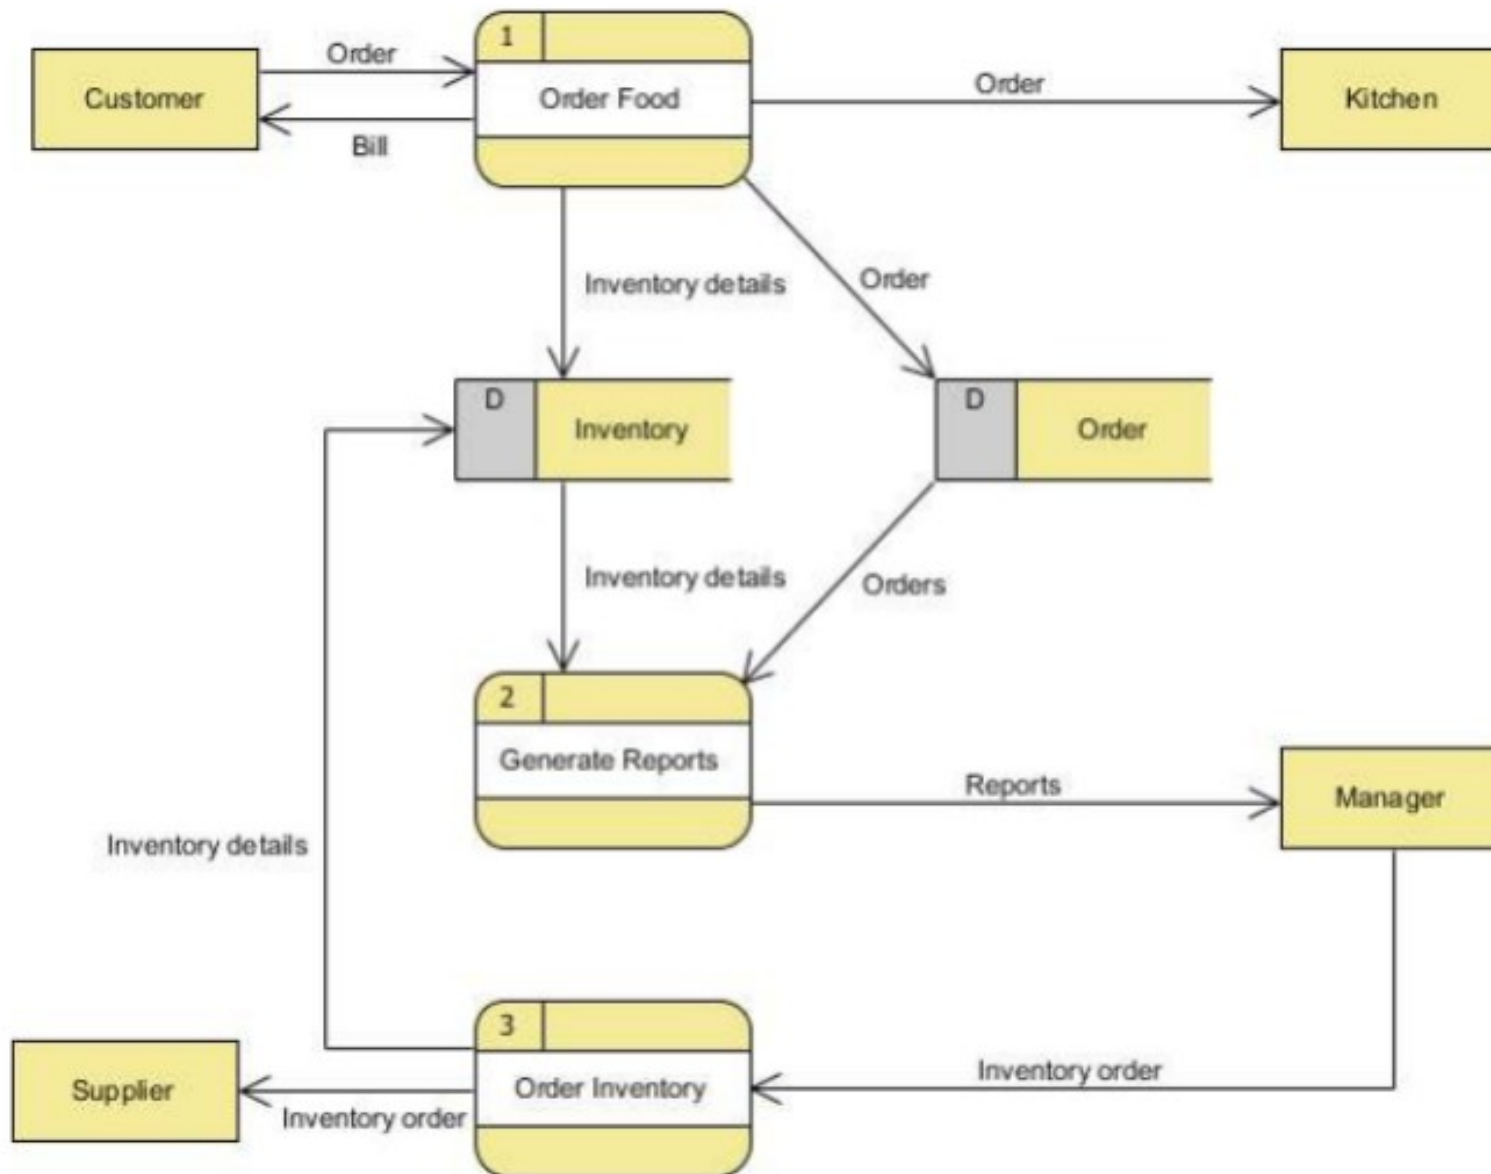 1
Order
Customer
Order Food
Order
Kitchen
Bill
Inventory details
Order
D
Inventory
D
Order
Inventory details
Orders
2
Generate Reports
Reports
Manager
Inventory details
3
Supplier
Order Inventory
Inventory order
Inventory order